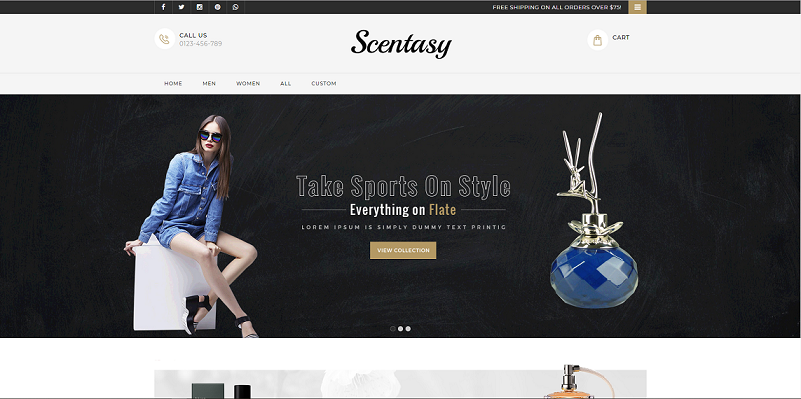 FREE SHIPPING ON ALL ORDERS OVER $75!
CALL US
0123-456-789
Scentasy
CART
HOME MEN WOMEN ALL CUSTOM
Take Sports On Style
Everything on Flate
LOREM IPSUM IS SIMPLY DUMMY TEXT PRINTIG
VIEW COLLECTION